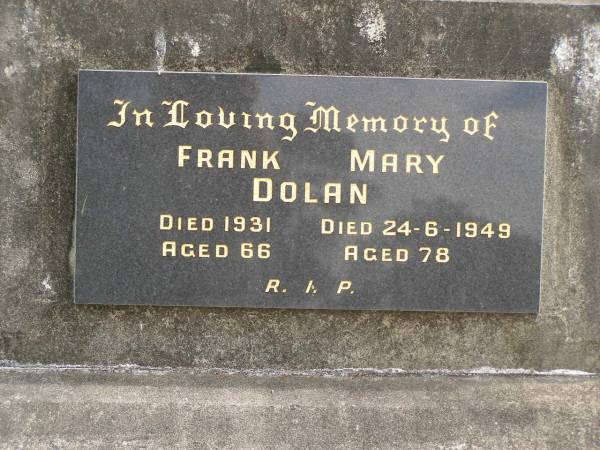 In Loving Memory of
FRANK MARY
DOLAN
DIED 1931 DIED 24-6-1949
AGED 66 AGED 78
R. I. P.